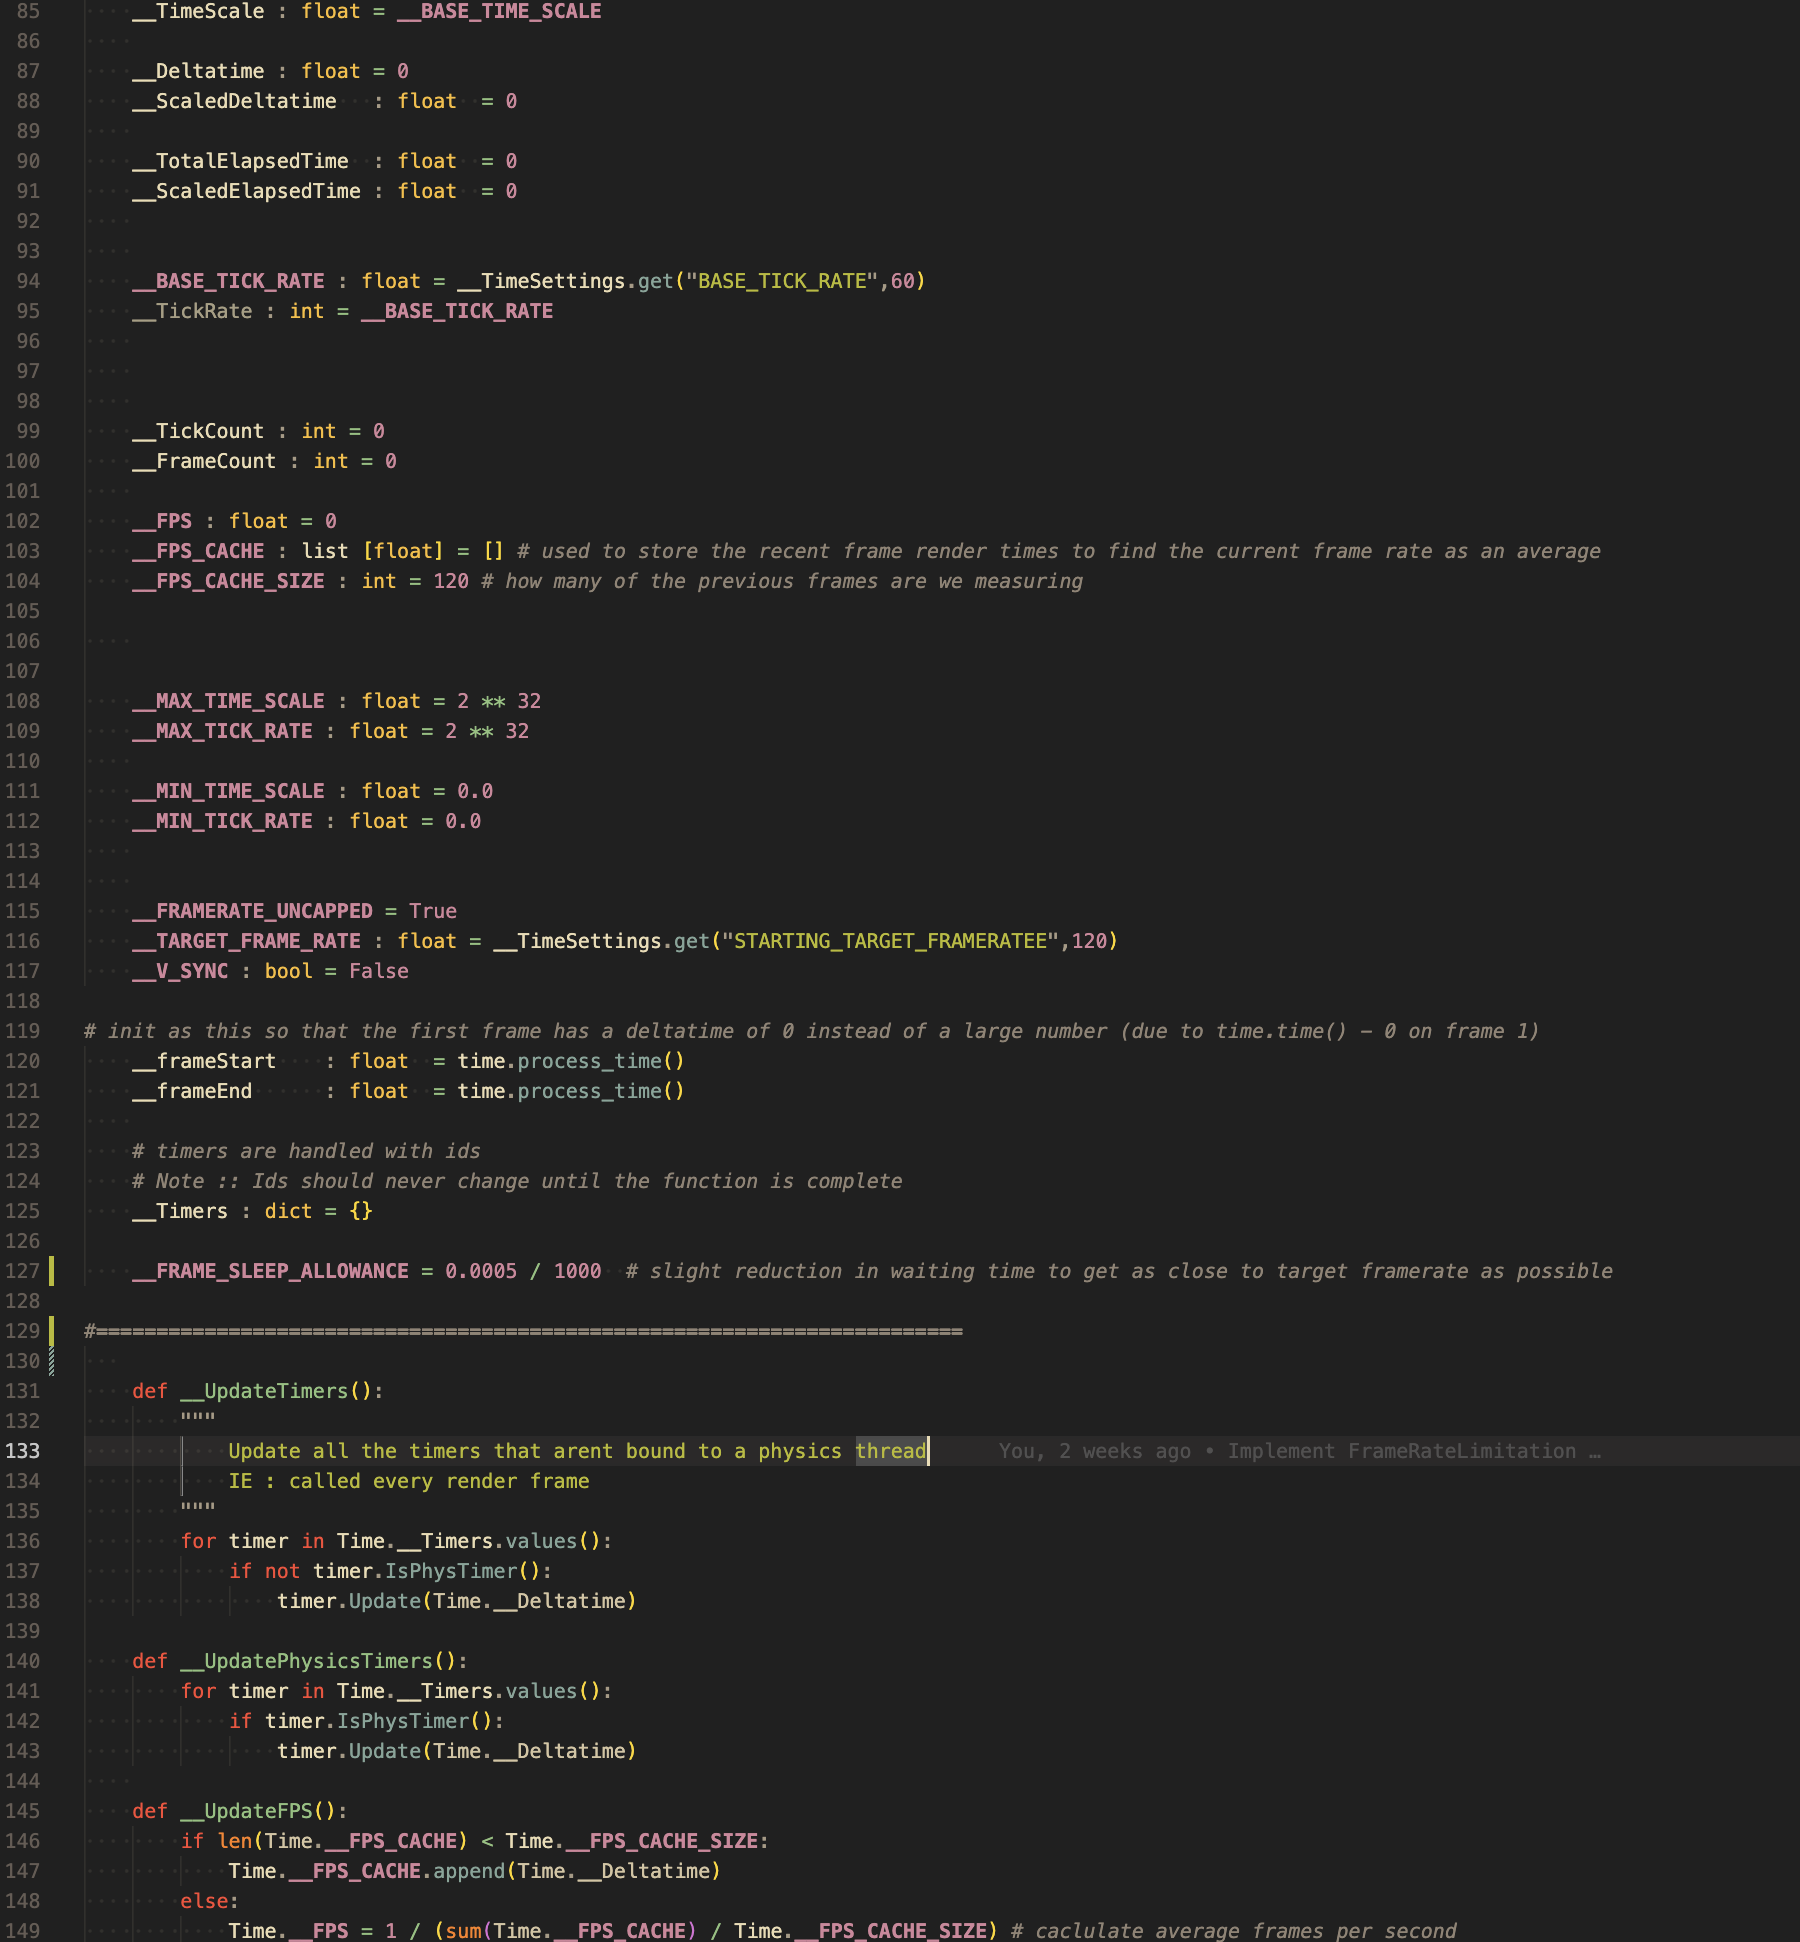 85 __TimeScale : float = __BASE_TIME_SCALE
86
87 __Deltatime : float = 0
88 __ScaledDeltatime : float = 0
89
90 __TotalElapsedTime : float = 0
91 __ScaledElapsedTime : float = 0
92
93
94 __BASE_TICK_RATE : float = __TimeSettings.get("BASE_TICK_RATE",60)
95 __TickRate : int = __BASE_TICK_RATE
96
97
98
99 __TickCount : int = 0
100 __FrameCount : int = 0
101
102 __FPS : float = 0
103 __FPS_CACHE : list [float] = [] # used to store the recent frame render times to find the current frame rate as an average
104 __FPS_CACHE_SIZE : int = 120 # how many of the previous frames are we measuring
105
106
107
108 __MAX_TIME_SCALE : float = 2 ** 32
109 __MAX_TICK_RATE : float = 2 ** 32
110
111 __MIN_TIME_SCALE : float = 0.0
112 __MIN_TICK_RATE : float = 0.0
113
114
115 __FRAMERATE_UNCAPPED = True
116 __TARGET_FRAME_RATE : float = __TimeSettings.get("STARTING_TARGET_FRAMERATEE",120)
117 __V_SYNC : bool = False
118
119 # init as this so that the first frame has a deltatime of 0 instead of a large number (due to time.time() - 0 on frame 1)
120 __frameStart : float = time.process_time()
121 __frameEnd : float = time.process_time()
122
123 # timers are handled with ids
124 # Note :: Ids should never change until the function is complete
125 __Timers : dict = {}
126
127 __FRAME_SLEEP_ALLOWANCE = 0.0005 / 1000 # slight reduction in waiting time to get as close to target framerate as possible
128
129 #========================================================================
130
131 def __UpdateTimers():
132 """
133 Update all the timers that arent bound to a physics thread You, 2 weeks ago • Implement FrameRateLimitation …
134 IE : called every render frame
135 """
136 for timer in Time.__Timers.values():
137 if not timer.IsPhysTimer():
138 timer.Update(Time.__Deltatime)
139
140 def __UpdatePhysicsTimers():
141 for timer in Time.__Timers.values():
142 if timer.IsPhysTimer():
143 timer.Update(Time.__Deltatime)
144
145 def __UpdateFPS():
146 if len(Time.__FPS_CACHE) < Time.__FPS_CACHE_SIZE:
147 Time.__FPS_CACHE.append(Time.__Deltatime)
148 else:
149 Time.__FPS = 1 / (sum(Time.__FPS_CACHE) / Time.__FPS_CACHE_SIZE) # caclulate average frames per second